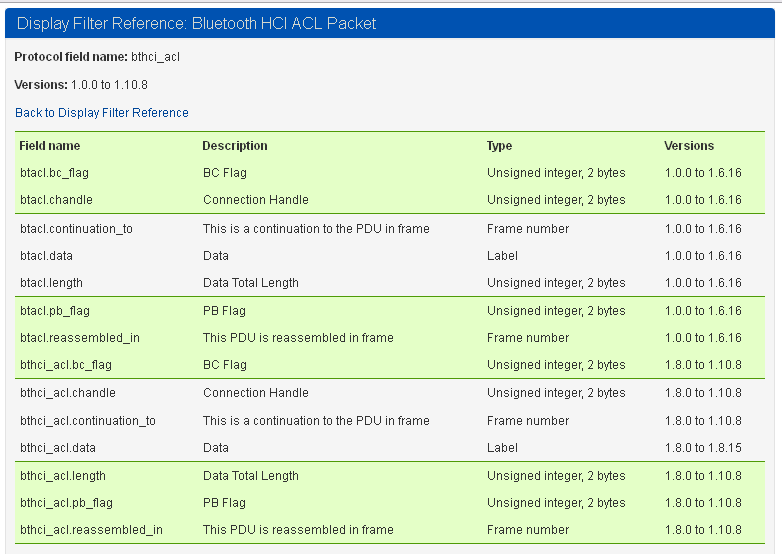 Display Filter Reference: Bluetooth HCI ACL Packet
Protocol field name: bthci_acl
Versions: 1.0.0 to 1.10.8
Back to Display Filter Reference
Field name Description Type Versions
btacl.bc_flag BC Flag Unsigned integer, 2 bytes 1.0.0 to 1.6.16
btacl.chandle Connection Handle Unsigned integer, 2 bytes 1.0.0 to 1.6.16
btacl.continuation_to This is a continuation to the PDU in frame Frame number 1.0.0 to 1.6.16
btacl.data Data Label 1.0.0 to 1.6.16
btacl.length Data Total Length Unsigned integer, 2 bytes 1.0.0 to 1.6.16
btacl.pb_flag PB Flag Unsigned integer, 2 bytes 1.0.0 to 1.6.16
btacl.reassembled_in This PDU is reassembled in frame Frame number 1.0.0 to 1.6.16
bthci_acl.bc_flag BC Flag Unsigned integer, 2 bytes 1.8.0 to 1.10.8
bthci_acl.chandle Connection Handle Unsigned integer, 2 bytes 1.8.0 to 1.10.8
bthci_acl.continuation_to This is a continuation to the PDU in frame Frame number 1.8.0 to 1.10.8
bthci_acl.data Data Label 1.8.0 to 1.8.15
bthci_acl.length Data Total Length Unsigned integer, 2 bytes 1.8.0 to 1.10.8
bthci_acl.pb_flag PB Flag Unsigned integer, 2 bytes 1.8.0 to 1.10.8
bthci_acl.reassembled_in This PDU is reassembled in frame Frame number 1.8.0 to 1.10.8